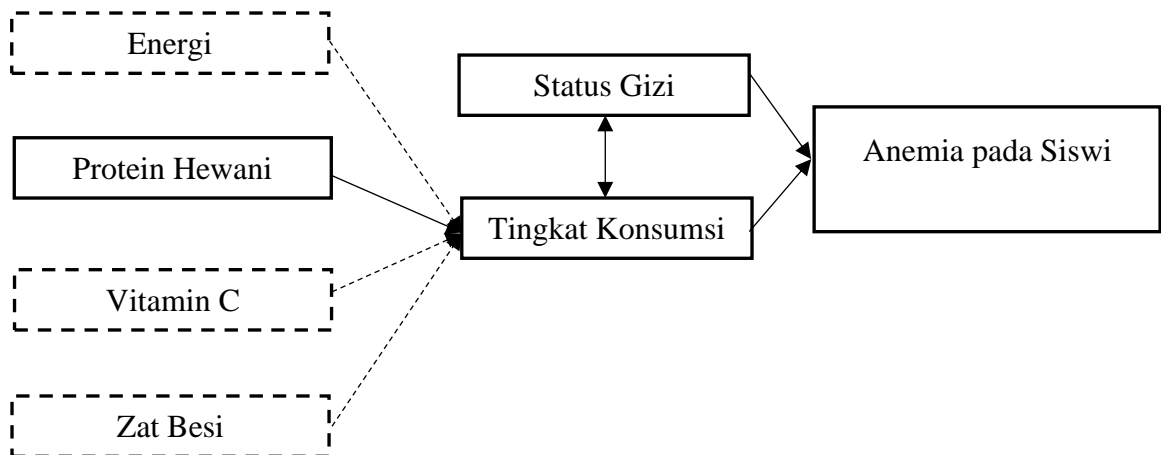 Energi
Protein Hewani
Vitamin C
Zat Besi
Status Gizi
Tingkat Konsumsi
Anemia pada Siswi